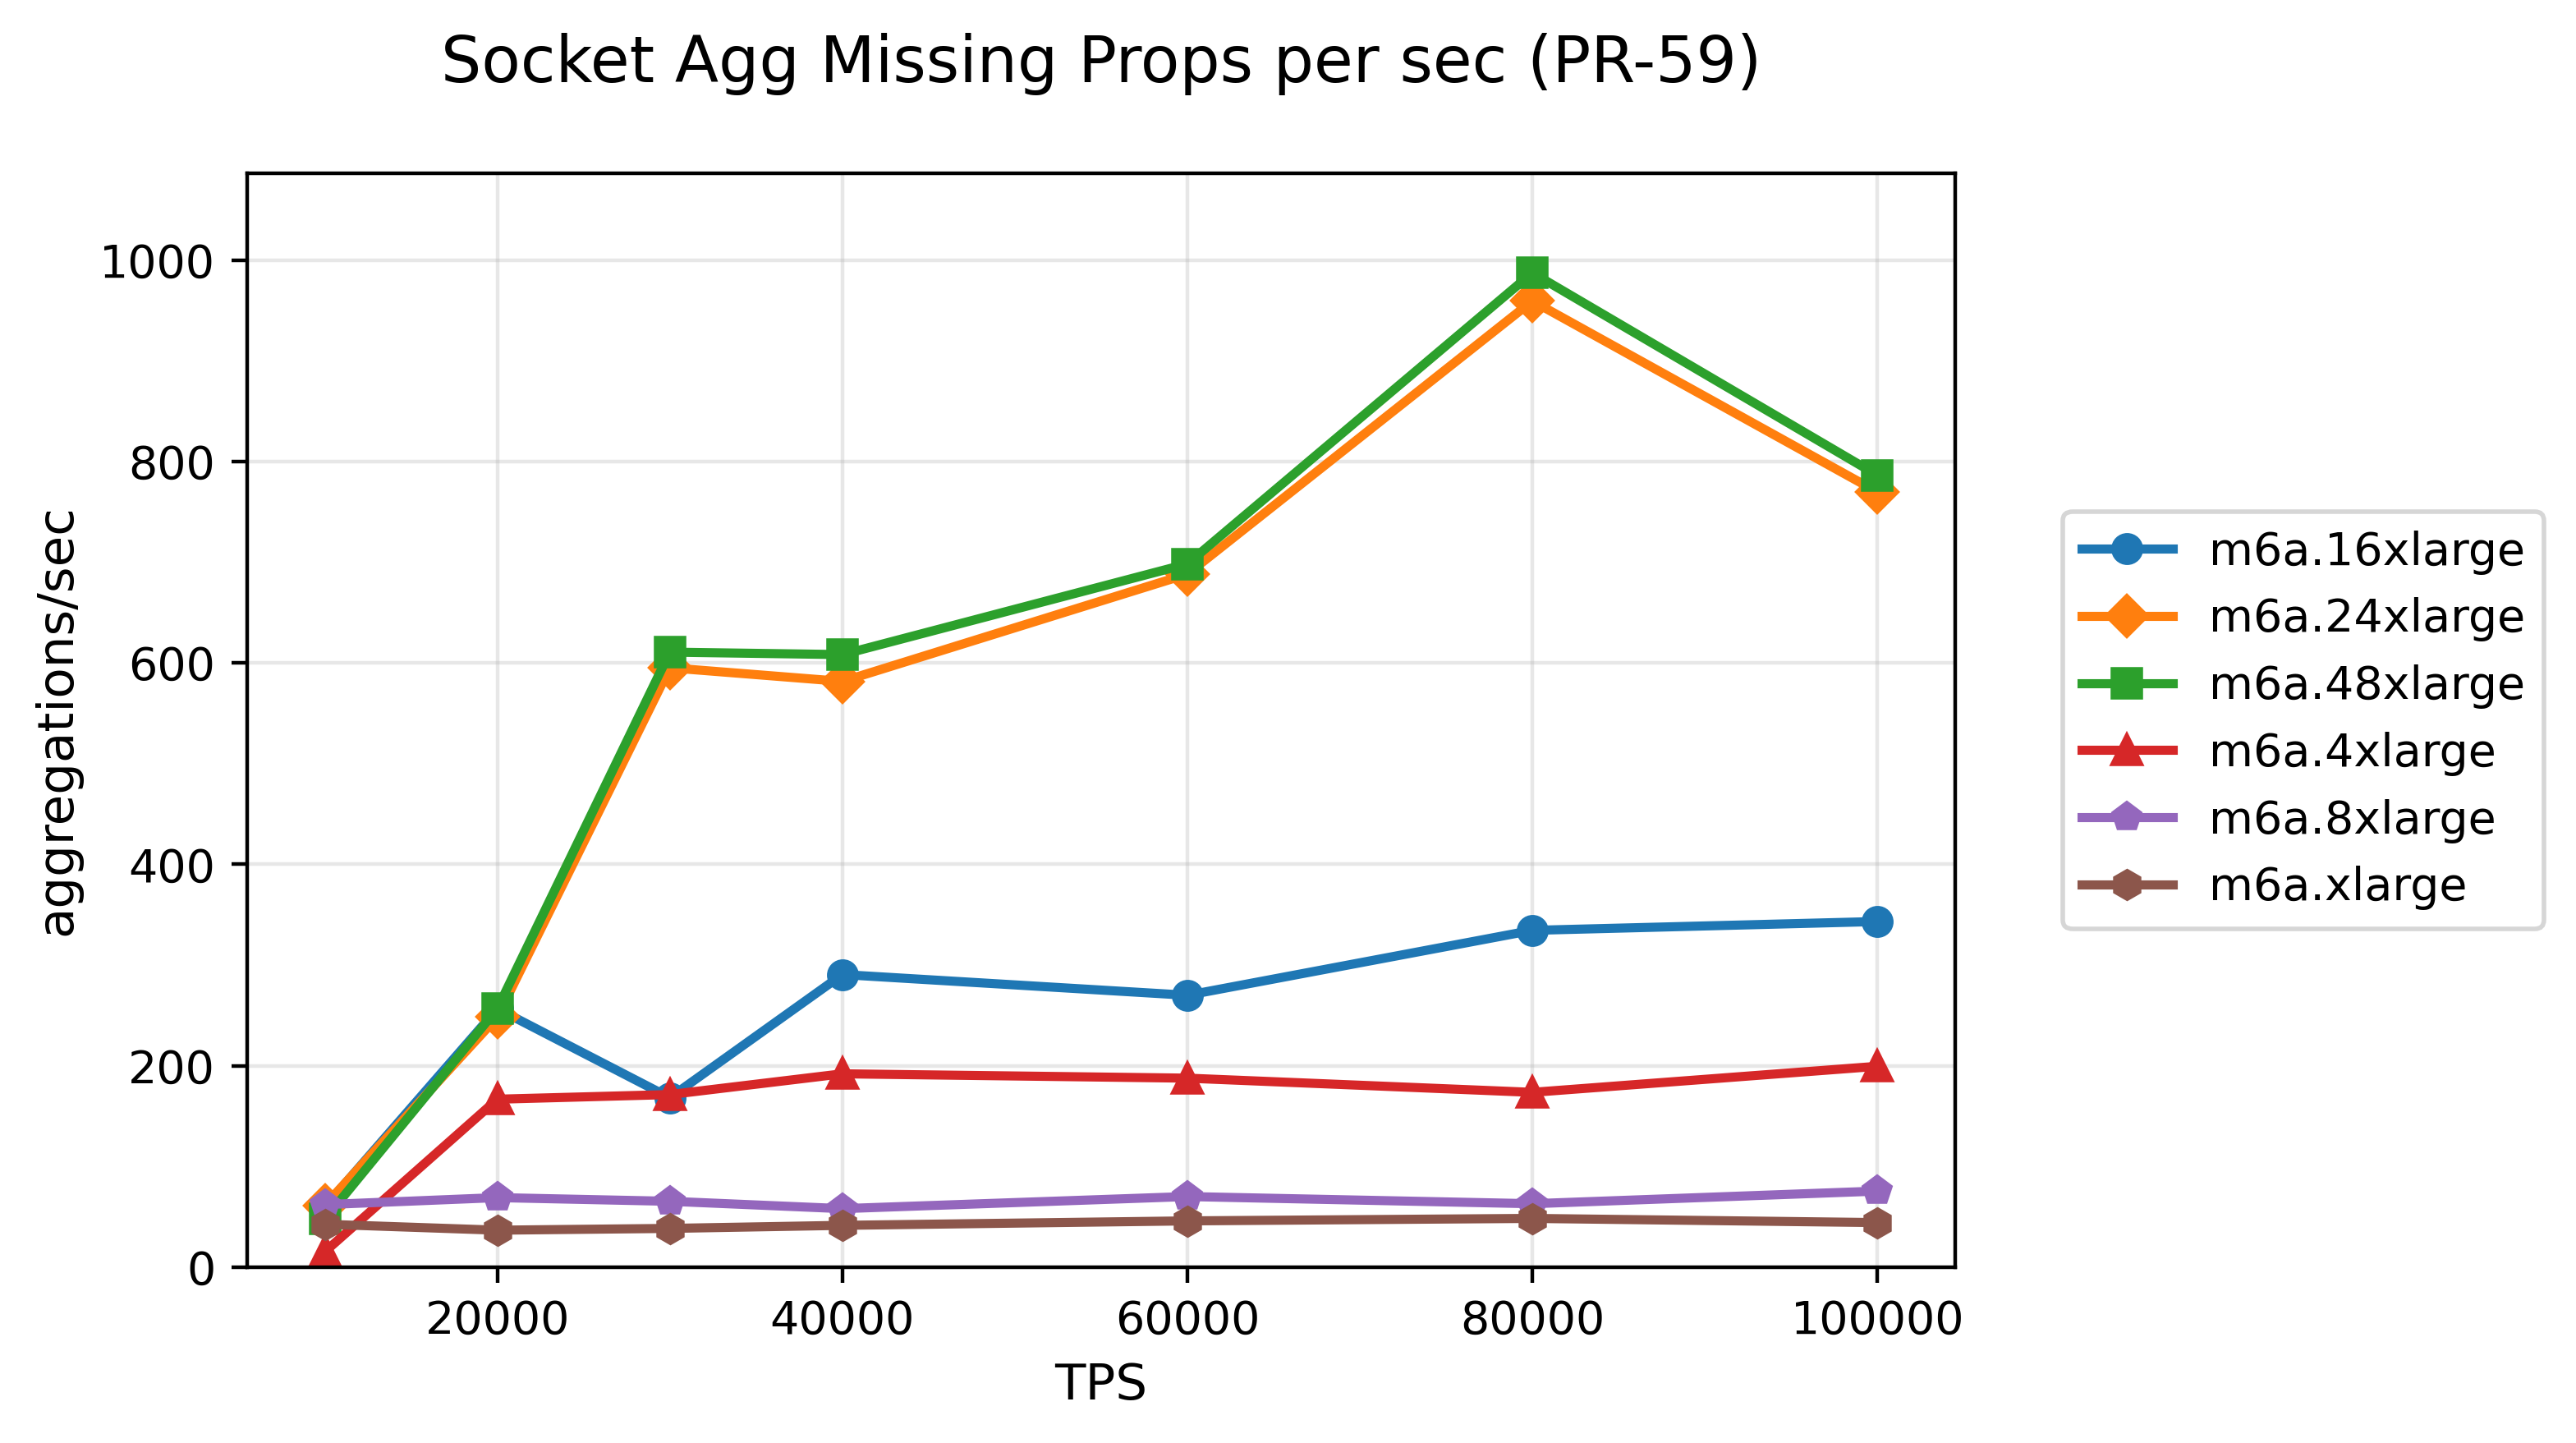 Socket Agg Missing Props per sec (PR-59)
aggregations/sec
1000
800
600
400
200
0
20000 40000 60000 80000 100000
TPS
m6a.16xlarge
m6a.24xlarge
m6a.48xlarge
m6a.4xlarge
m6a.8xlarge
m6a.xlarge